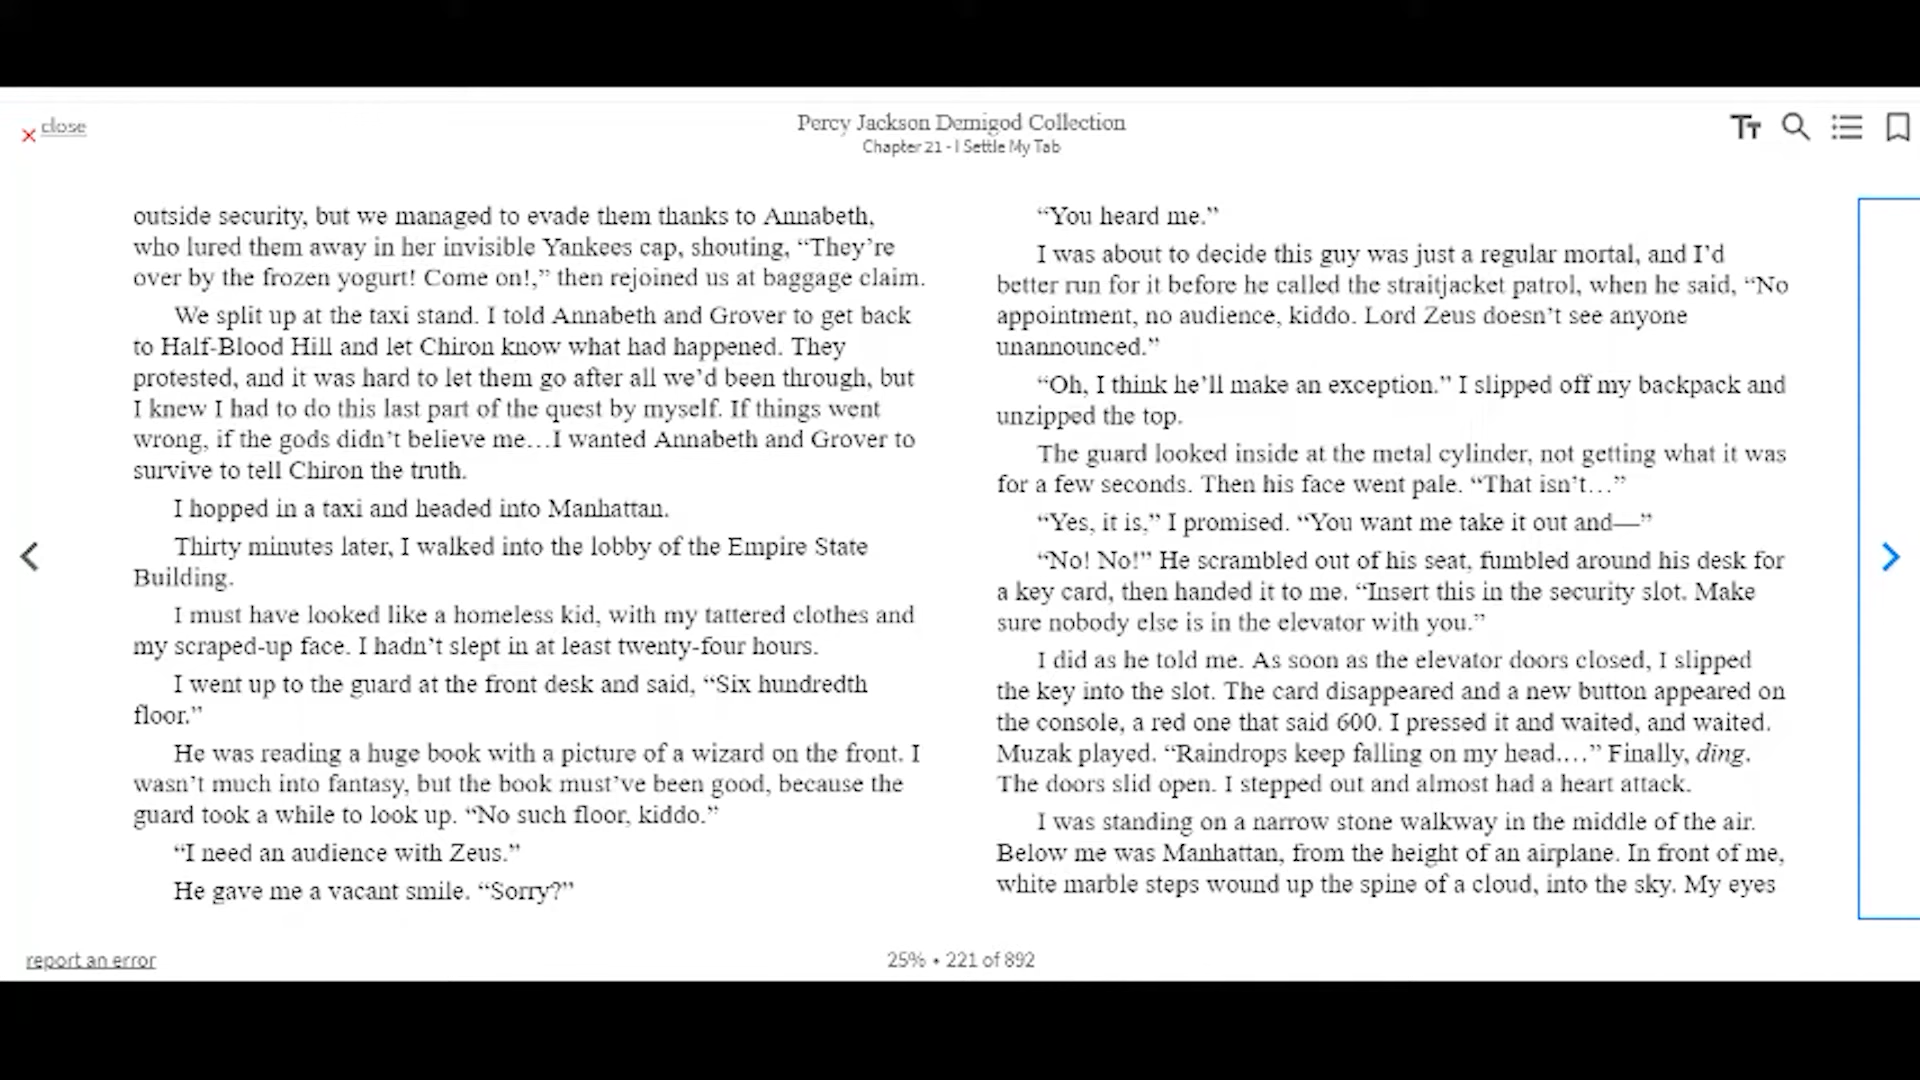 close
Percy Jackson Demigod Collection
Chapter 21 - I Settle My Tab
outside security, but we managed to evade them thanks to Annabeth,
who lured them away in her invisible Yankees cap, shouting, “They’re
over by the frozen yogurt! Come on!,” then rejoined us at baggage claim.
We split up at the taxi stand. I told Annabeth and Grover to get back
to Half-Blood Hill and let Chiron know what had happened. They
protested, and it was hard to let them go after all we’d been through, but
I knew I had to do this last part of the quest by myself. If things went
wrong, if the gods didn’t believe me…I wanted Annabeth and Grover to
survive to tell Chiron the truth.
I hopped in a taxi and headed into Manhattan.
Thirty minutes later, I walked into the lobby of the Empire State
Building.
I must have looked like a homeless kid, with my tattered clothes and
my scraped-up face. I hadn’t slept in at least twenty-four hours.
I went up to the guard at the front desk and said, “Six hundredth
floor.”
He was reading a huge book with a picture of a wizard on the front. I
wasn’t much into fantasy, but the book must’ve been good, because the
guard took a while to look up. “No such floor, kiddo.”
“I need an audience with Zeus.”
He gave me a vacant smile. “Sorry?”
“You heard me.”
I was about to decide this guy was just a regular mortal, and I’d
better run for it before he called the straitjacket patrol, when he said, “No
appointment, no audience, kiddo. Lord Zeus doesn’t see anyone
unannounced.”
“Oh, I think he’ll make an exception.” I slipped off my backpack and
unzipped the top.
The guard looked inside at the metal cylinder, not getting what it was
for a few seconds. Then his face went pale. “That isn’t…”
“Yes, it is,” I promised. “You want me take it out and—”
“No! No!” He scrambled out of his seat, fumbled around his desk for
a key card, then handed it to me. “Insert this in the security slot. Make
sure nobody else is in the elevator with you.”
I did as he told me. As soon as the elevator doors closed, I slipped
the key into the slot. The card disappeared and a new button appeared on
the console, a red one that said 600. I pressed it and waited, and waited.
Muzak played. “Raindrops keep falling on my head.…” Finally, ding.
The doors slid open. I stepped out and almost had a heart attack.
I was standing on a narrow stone walkway in the middle of the air.
Below me was Manhattan, from the height of an airplane. In front of me,
white marble steps wound up the spine of a cloud, into the sky. My eyes
report an error
25% • 221 of 892